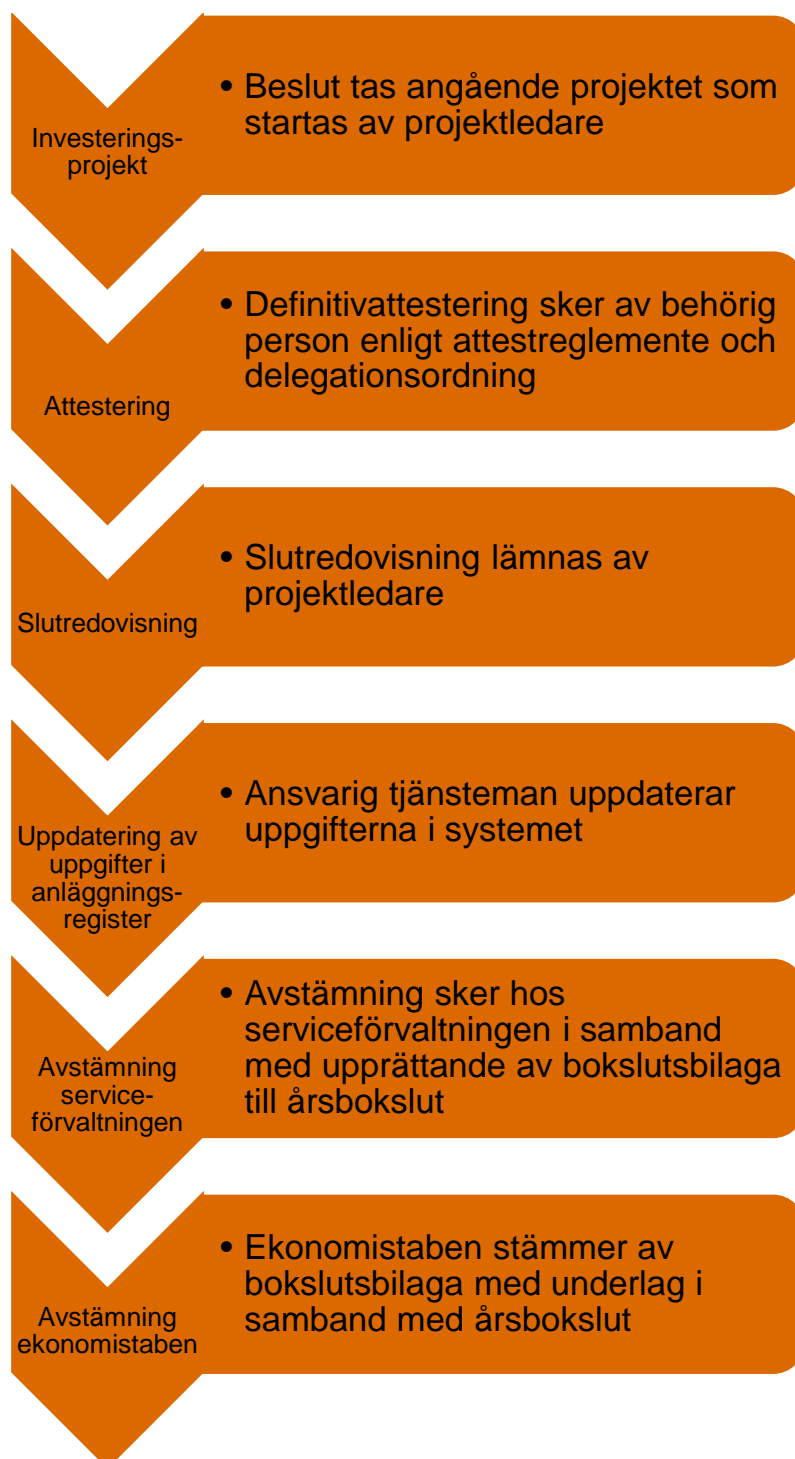 Investerings-
projekt
• Beslut tas angående projektet som
startas av projektledare
Attestering
• Definitivattestering sker av behörig
person enligt attestreglemente och
delegationsordning
Slutredovisning
• Slutredovisning lämnas av
projektledare
Uppdatering av
uppgifter i
anläggnings-
register
• Ansvarig tjänsteman uppdaterar
uppgifterna i systemet
Avstämning
service-
förvaltningen
• Avstämning sker hos
serviceförvaltningen i samband
med upprättande av bokslutsbilaga
till årsbokslut
Avstämning
ekonomistaben
• Ekonomistaben stämmer av
bokslutsbilaga med underlag i
samband med årsbokslut